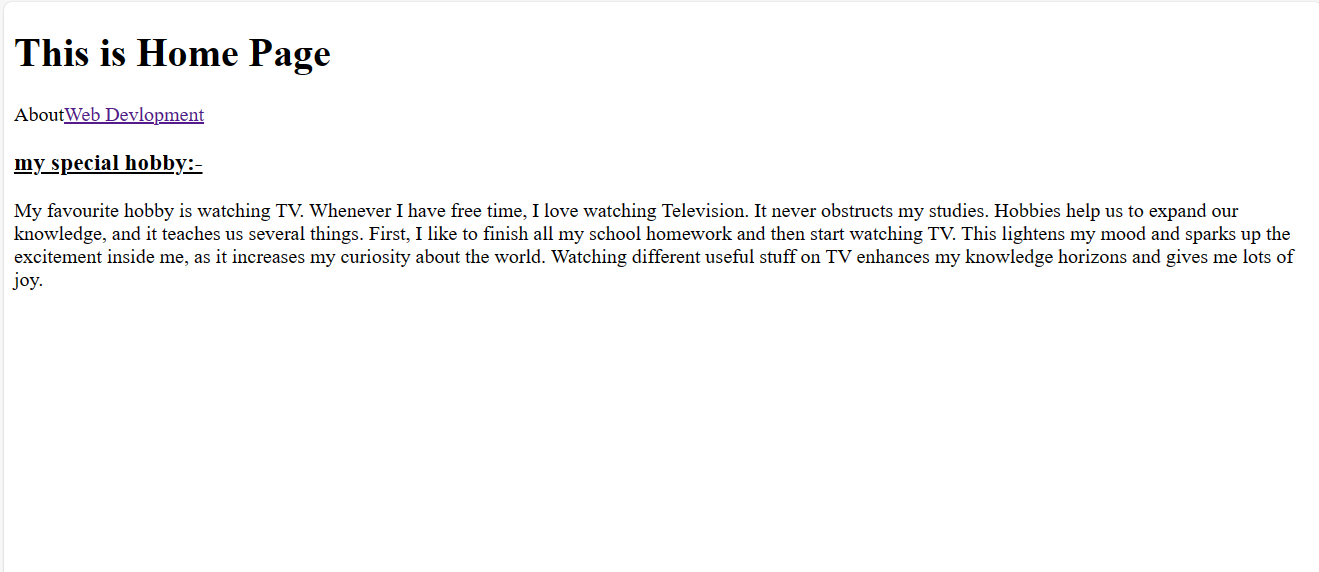 This is Home Page
AboutWeb Devlopment
my special hobby:-
My favourite hobby is watching TV. Whenever I have free time, I love watching Television. It never obstructs my studies. Hobbies help us to expand our
knowledge, and it teaches us several things. First, I like to finish all my school homework and then start watching TV. This lightens my mood and sparks up the
excitement inside me, as it increases my curiosity about the world. Watching different useful stuff on TV enhances my knowledge horizons and gives me lots of
joy.